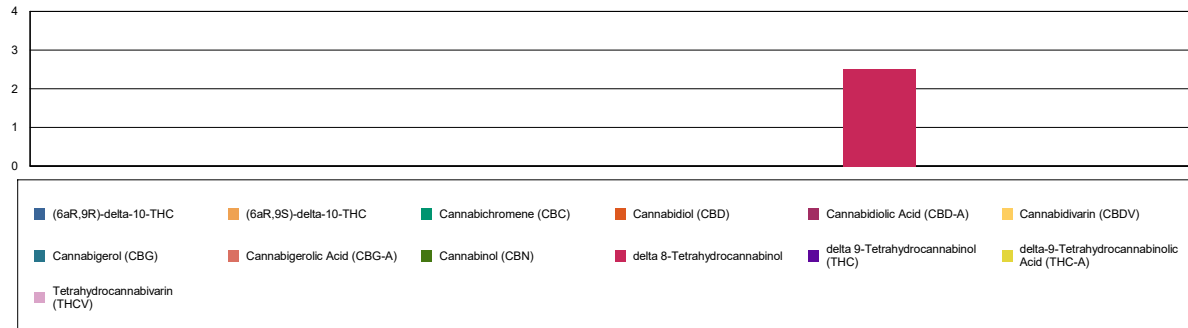 4
3
2
1
0
(6aR,9R)-delta-10-THC
(6aR,9S)-delta-10-THC
Cannabichromene (CBC)
Cannabidiol (CBD)
Cannabidiolic Acid (CBD-A)
Cannabidivarin (CBDV)
Cannabigerol (CBG)
Cannabigerolic Acid (CBG-A)
Cannabinol (CBN)
delta 8-Tetrahydrocannabinol
delta 9-Tetrahydrocannabinol
(THC)
delta-9-Tetrahydrocannabinolic
Acid (THC-A)
Tetrahydrocannabivarin
(THCV)